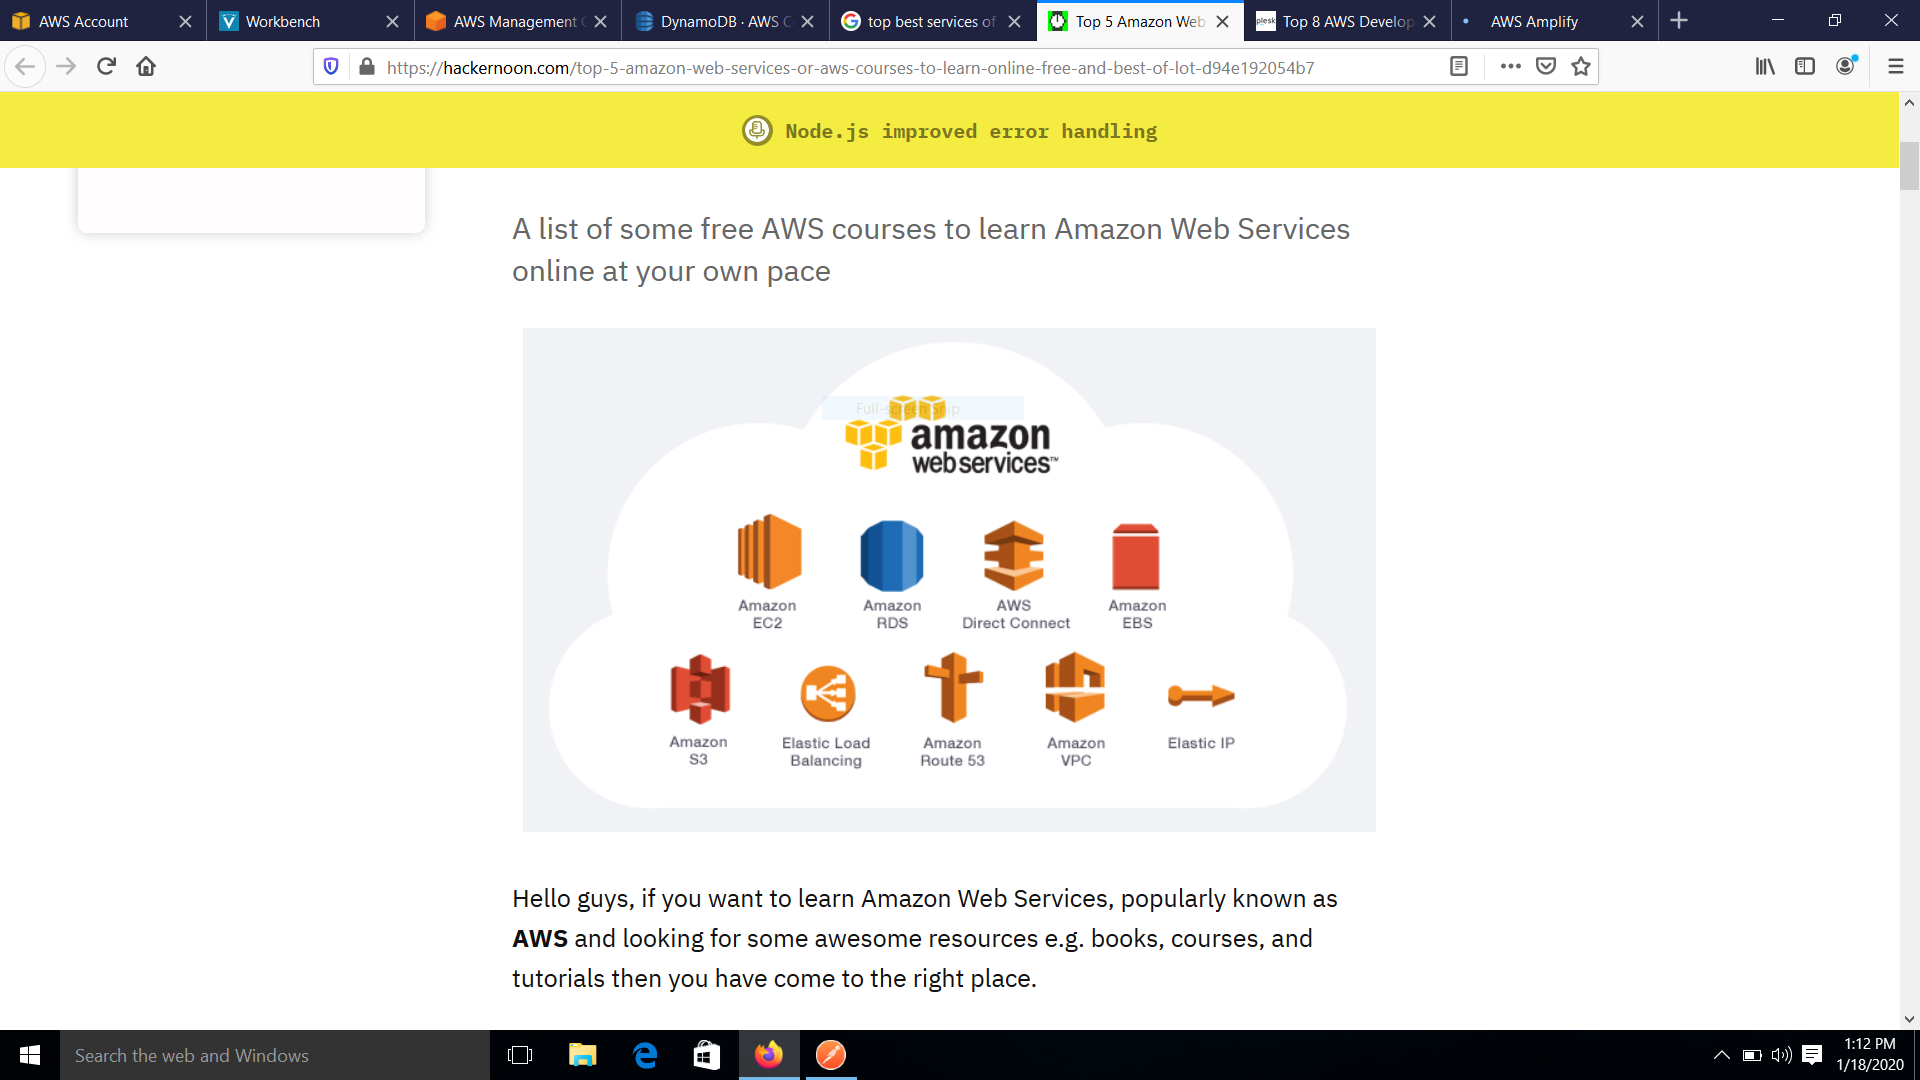 AWS Account
Workbench
AWS Management C
DynamoDB · AWS C
top best services of
Top 5 Amazon Web
plesk
Top 8 AWS Develop
AWS Amplify
https://hackernoon.com/top-5-amazon-web-services-or-aws-courses-to-learn-online-free-and-best-of-lot-d94e192054b7
Node.js improved error handling
A list of some free AWS courses to learn Amazon Web Services
online at your own pace
Full-screen Snip
amazon
webservices™
Amazon
EC2
Amazon
RDS
AWS
Direct Connect
Amazon
EBS
Amazon
S3
Elastic Load
Balancing
Amazon
Route 53
Amazon
VPC
Elastic IP
Hello guys, if you want to learn Amazon Web Services, popularly known as
AWS and looking for some awesome resources e.g. books, courses, and
tutorials then you have come to the right place.
Search the web and Windows
1:12 PM
1/18/2020